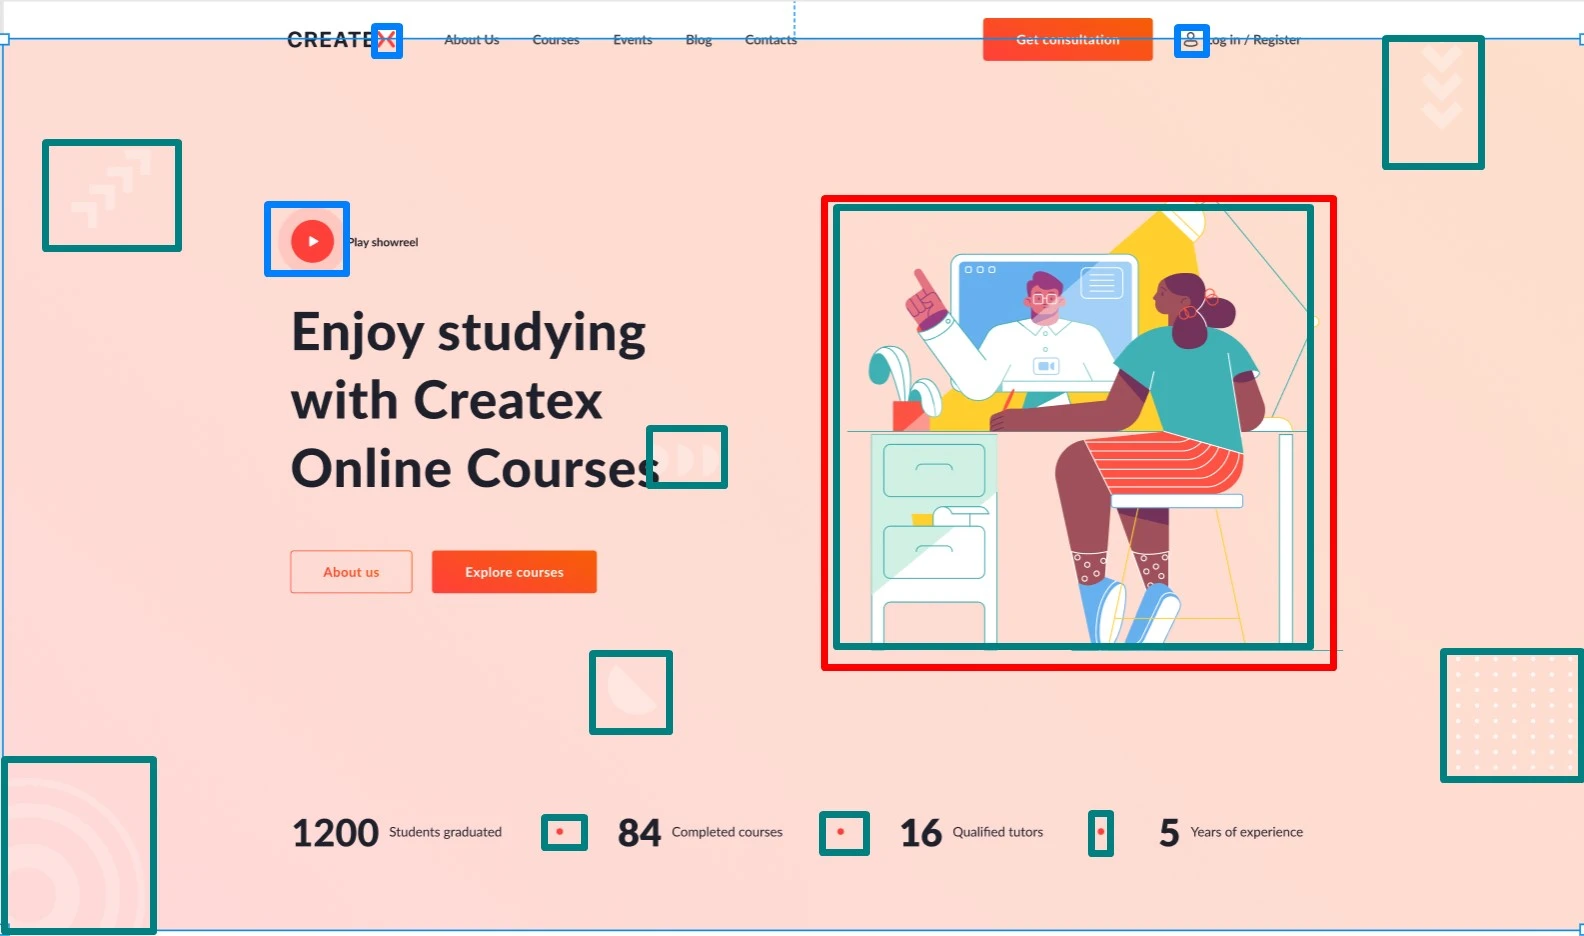 CREATEX
About Us Courses Events Blog Contacts
Get consultation
Log in / Register
Play showreel
Enjoy studying
with Createx
Online Courses
About us
Explore courses
1200 Students graduated
84 Completed courses
16 Qualified tutors
5 Years of experience